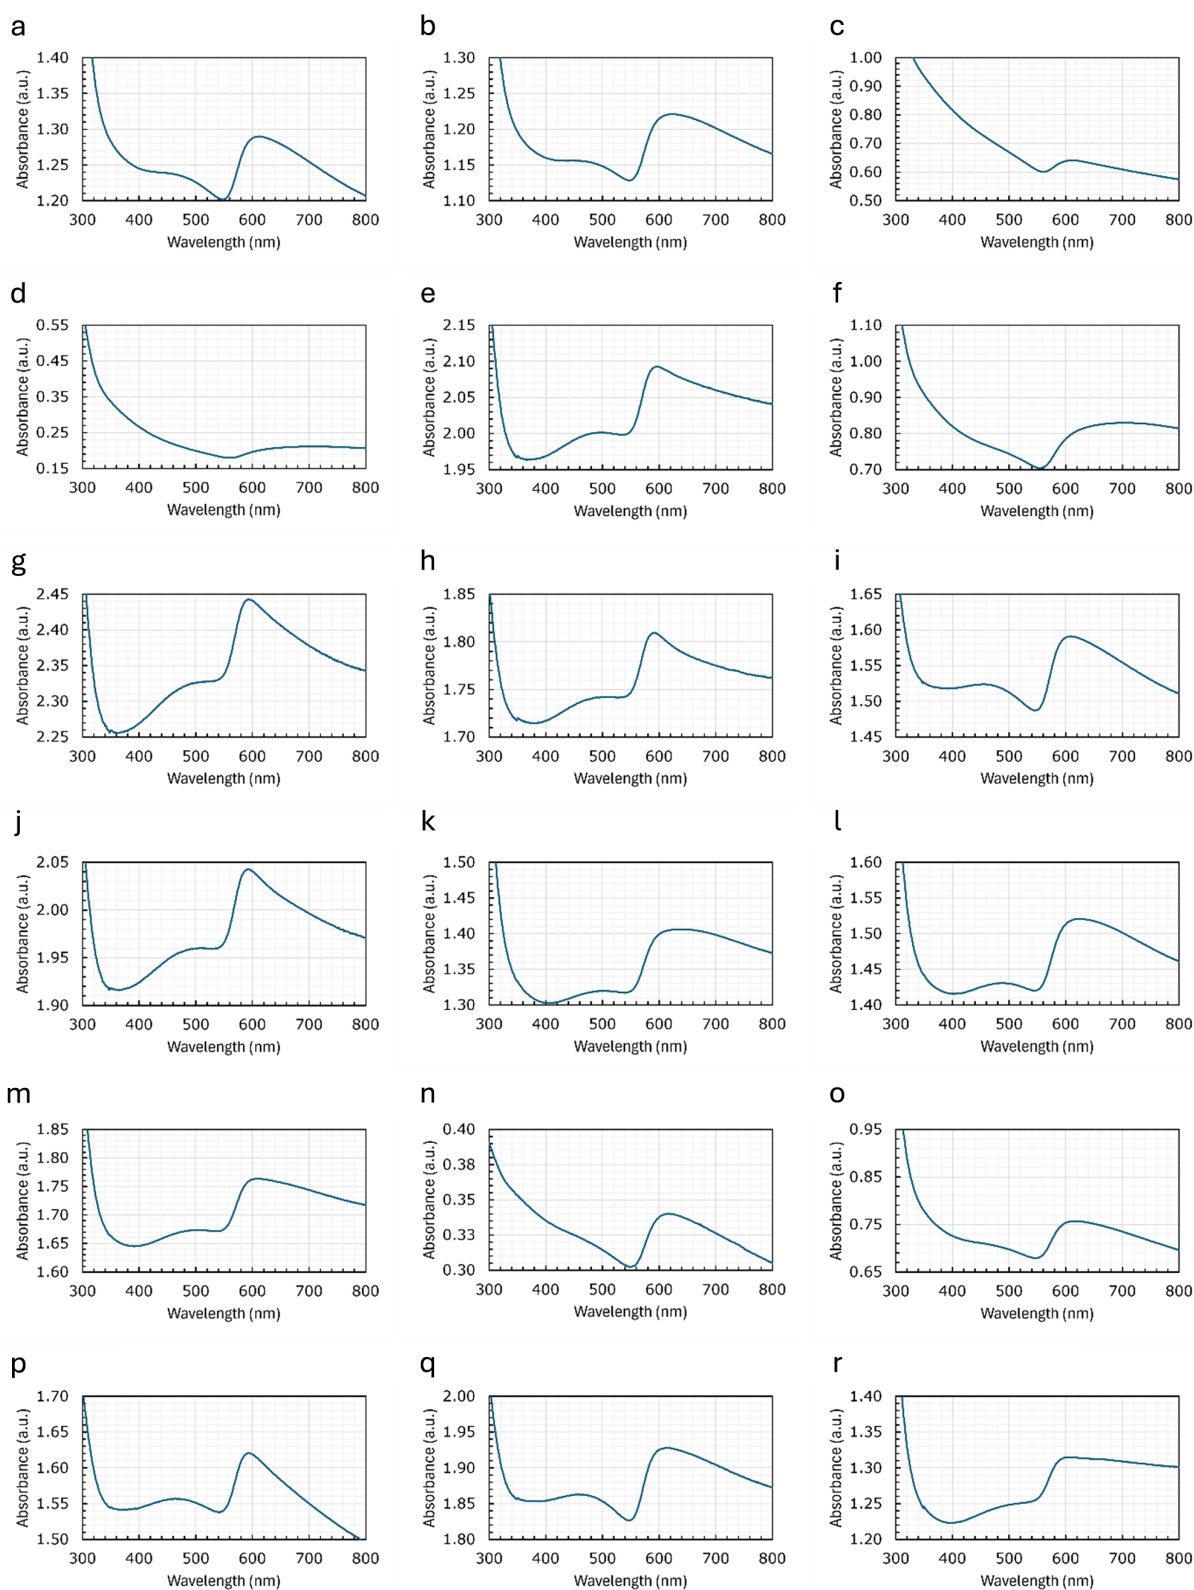 a
1.40
1.35
1.30
1.25
1.20
Absorbance (a.u.)
300 400 500 600 700 800
Wavelength (nm)
b
1.30
1.25
1.20
1.15
1.10
Absorbance (a.u.)
300 400 500 600 700 800
Wavelength (nm)
c
1.00
0.90
0.80
0.70
0.60
0.50
Absorbance (a.u.)
300 400 500 600 700 800
Wavelength (nm)
d
0.55
0.45
0.35
0.25
0.15
Absorbance (a.u.)
300 400 500 600 700 800
Wavelength (nm)
e
2.15
2.10
2.05
2.00
1.95
Absorbance (a.u.)
300 400 500 600 700 800
Wavelength (nm)
f
1.10
1.00
0.90
0.80
0.70
Absorbance (a.u.)
300 400 500 600 700 800
Wavelength (nm)
g
2.45
2.40
2.35
2.30
2.25
Absorbance (a.u.)
300 400 500 600 700 800
Wavelength (nm)
h
1.85
1.80
1.75
1.70
Absorbance (a.u.)
300 400 500 600 700 800
Wavelength (nm)
i
1.65
1.60
1.55
1.50
1.45
Absorbance (a.u.)
300 400 500 600 700 800
Wavelength (nm)
j
2.05
2.00
1.95
1.90
Absorbance (a.u.)
300 400 500 600 700 800
Wavelength (nm)
k
1.50
1.45
1.40
1.35
1.30
Absorbance (a.u.)
300 400 500 600 700 800
Wavelength (nm)
l
1.60
1.55
1.50
1.45
1.40
Absorbance (a.u.)
300 400 500 600 700 800
Wavelength (nm)
m
1.85
1.80
1.75
1.70
1.65
1.60
Absorbance (a.u.)
300 400 500 600 700 800
Wavelength (nm)
n
0.40
0.38
0.35
0.33
0.30
Absorbance (a.u.)
300 400 500 600 700 800
Wavelength (nm)
o
0.95
0.85
0.75
0.65
Absorbance (a.u.)
300 400 500 600 700 800
Wavelength (nm)
p
1.70
1.65
1.60
1.55
1.50
Absorbance (a.u.)
300 400 500 600 700 800
Wavelength (nm)
q
2.00
1.95
1.90
1.85
1.80
Absorbance (a.u.)
300 400 500 600 700 800
Wavelength (nm)
r
1.40
1.35
1.30
1.25
1.20
Absorbance (a.u.)
300 400 500 600 700 800
Wavelength (nm)